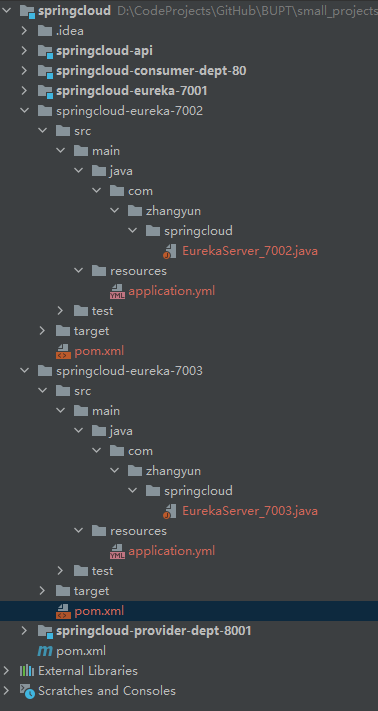 springcloud D:\CodeProjects\GitHub\BUPT\small_projects
.idea
springcloud-api
springcloud-consumer-dept-80
springcloud-eureka-7001
springcloud-eureka-7002
src
main
java
com
zhangyun
springcloud
EurekaServer_7002.java
resources
application.yml
test
target
pom.xml
springcloud-eureka-7003
src
main
java
com
zhangyun
springcloud
EurekaServer_7003.java
resources
application.yml
test
target
pom.xml
springcloud-provider-dept-8001
pom.xml
External Libraries
Scratches and Consoles